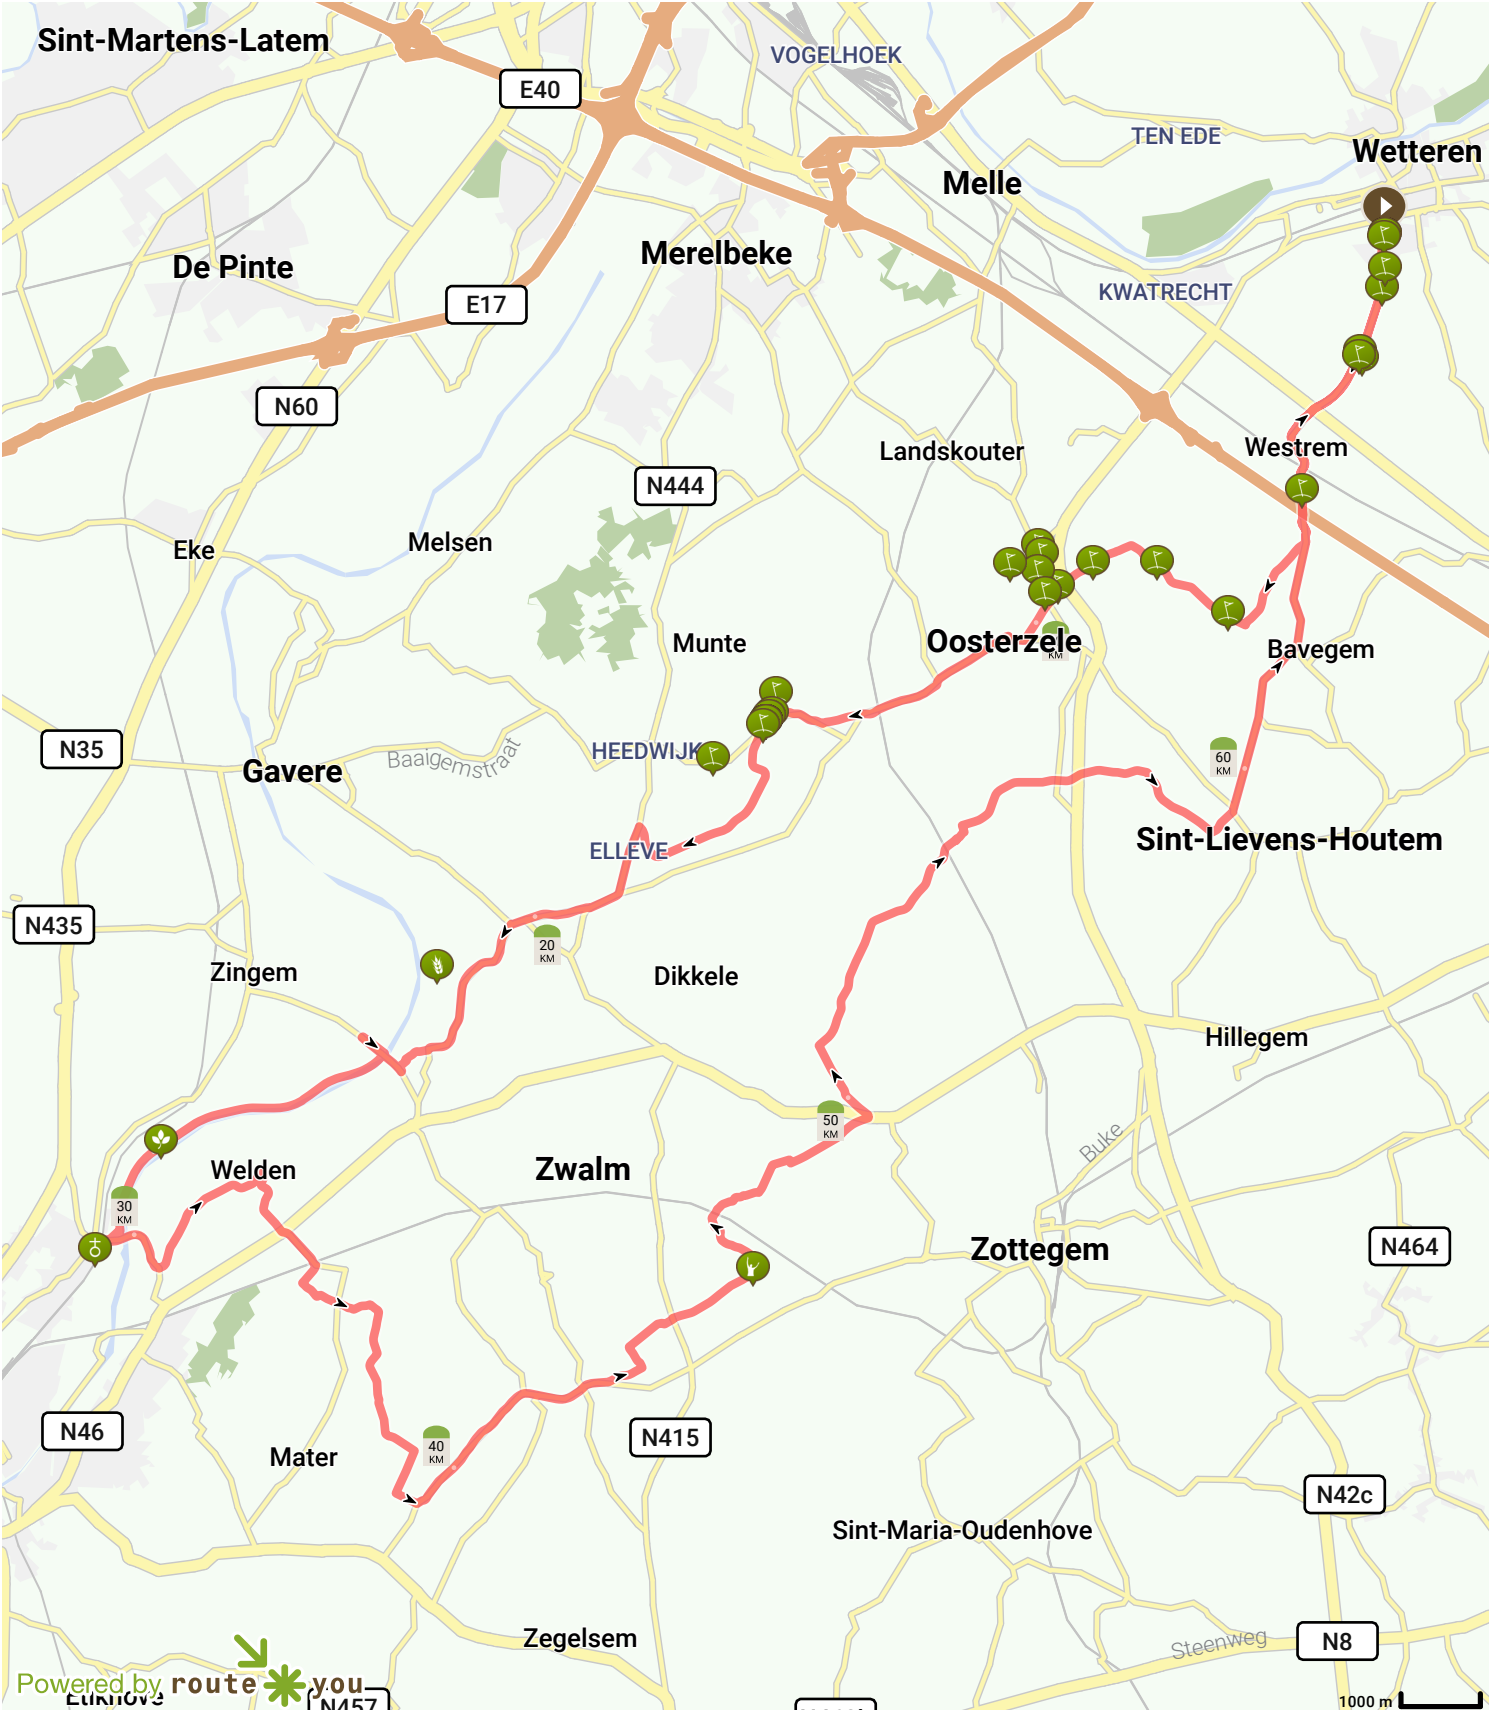 Sint-Martens-Latem
VOGELHOEK
E40
TEN EDE
Wetteren
Melle
Merelbeke
De Pinte
KWATRECHT
E17
N60
Westrem
Landskouter
N444
Melsen
Eke
Munte
Oosterzele
KM
Bavegem
N35
HEEDWIJK
Baaigemstraat
Gavere
60
KM
Sint-Lievens-Houtem
ELLEVE
N435
20
KM
Zingem
Dikkele
Hillegem
50
KM
Buke
Welden
Zwalm
30
KM
Zottegem
N464
N46
N415
40
KM
Mater
N42c
Sint-Maria-Oudenhove
Zegelsem
Steenweg
N8
Powered by route you
Etikhove
N457
1000 m